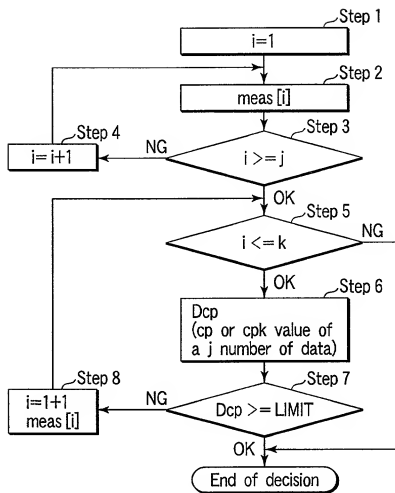 Step 1
i=1
Step 2
meas[i]
Step 3
i>=j
Step 4
i=i+1
NG
OK
Step 5
i<=k
NG
OK
Step 6
Dcp
(cp or cpk value of
a j number of data)
Step 7
Dcp>=LIMIT
Step 8
i=1+1
meas[i]
NG
OK
End of decision